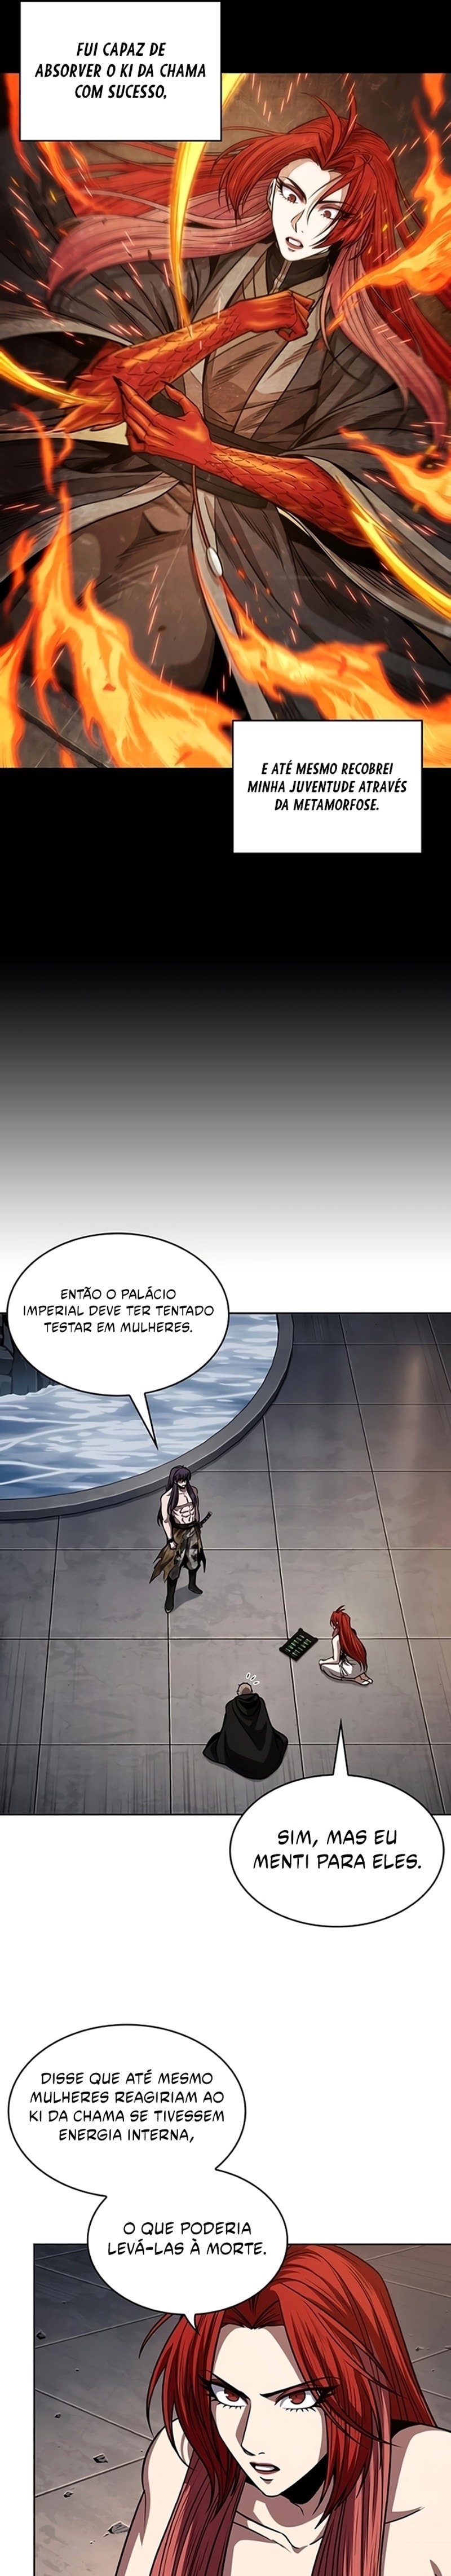 FUI CAPAZ DE
ABSORVER O KI DA CHAMA
COM SUCESSO,
E ATÉ MESMO RECOBREI
MINHA JUVENTUDE ATRAVÉS
DA METAMORFOSE.
ENTÃO O PALÁCIO
IMPERIAL DEVE TER TENTADO
TESTAR EM MULHERES.
SIM, MAS EU
MENTI PARA ELES.
DISSE QUE ATÉ MESMO
MULHERES REAGIRIAM AO
KI DA CHAMA SE TIVESSEM
ENERGIA INTERNA,
O QUE PODERIA
LEVÁ-LAS À MORTE.